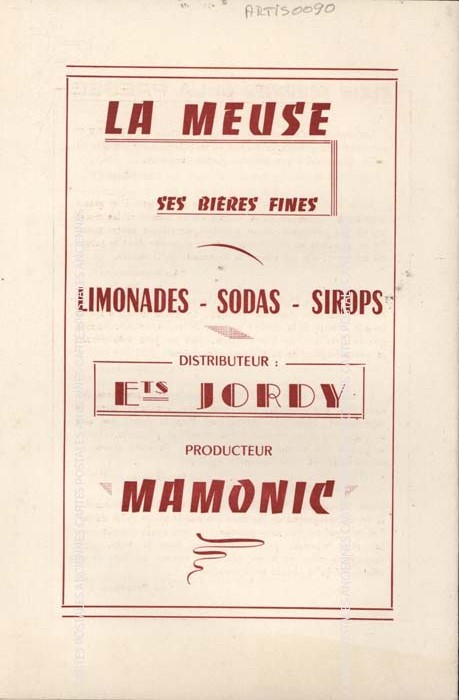 ARTIS0090
LA MEUSE
SES BIÈRES FINES
LIMONADES - SODAS - SIROPS
DISTRIBUTEUR :
ETS JORDY
PRODUCTEUR
MAMONIC